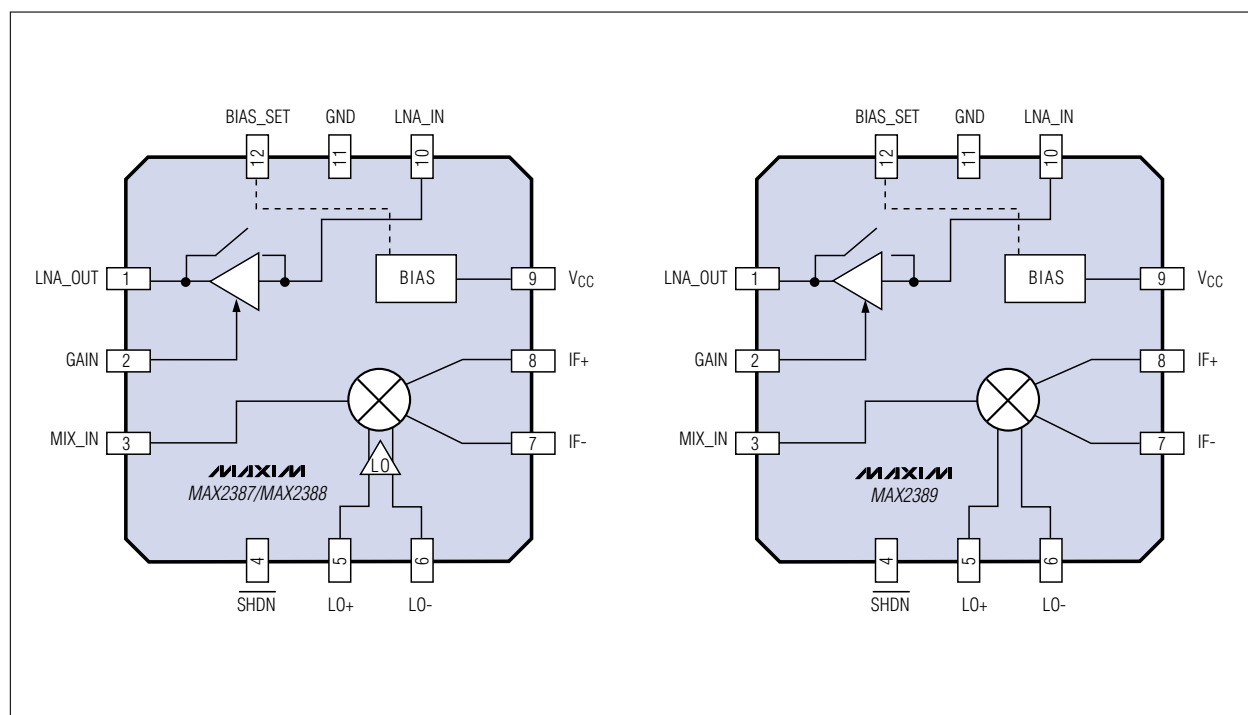 BIAS_SET GND LNA_IN
12 11 10
LNA_OUT 1
BIAS
9 VCC
GAIN 2
8 IF+
MIX_IN 3
7 IF-
LO
MAXIM
MAX2387/MAX2388
4 5 6
SHDN LO+ LO-
BIAS_SET GND LNA_IN
12 11 10
LNA_OUT 1
BIAS
9 VCC
GAIN 2
8 IF+
MIX_IN 3
7 IF-
MAXIM
MAX2389
4 5 6
SHDN LO+ LO-